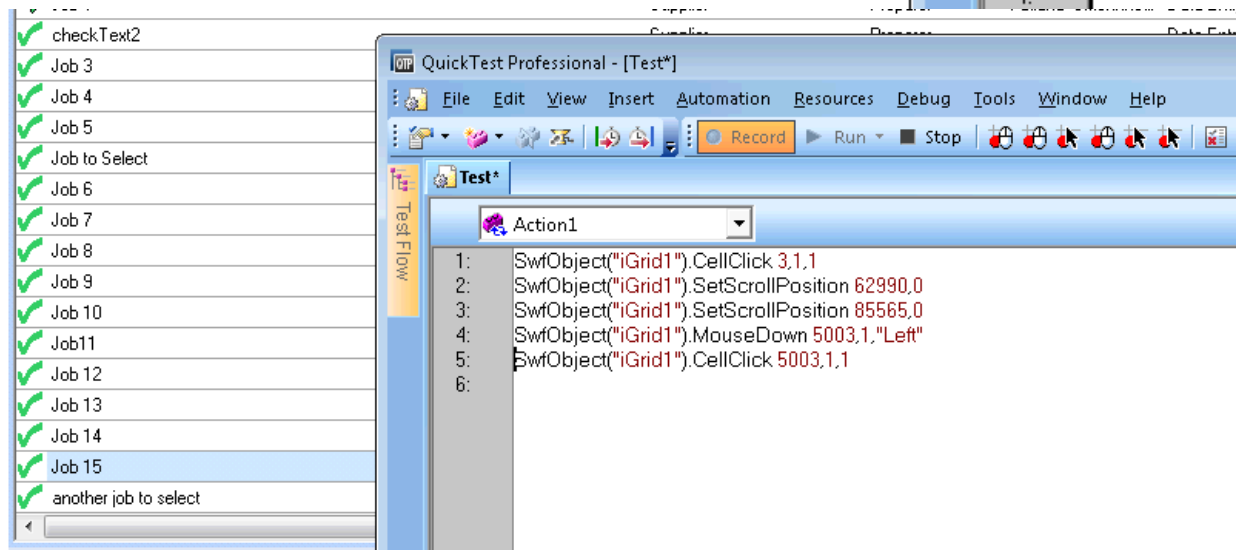 checkText2
Job 3
Job 4
Job 5
Job to Select
Job 6
Job 7
Job 8
Job 9
Job 10
Job11
Job 12
Job 13
Job 14
Job 15
another job to select
QTP QuickTest Professional - [Test*]
File Edit View Insert Automation Resources Debug Tools Window Help
Record Run Stop
Test*
Test Flow
Action1
1: SwfObject("iGrid1").CellClick 3,1,1
2: SwfObject("iGrid1").SetScrollPosition 62990,0
3: SwfObject("iGrid1").SetScrollPosition 85565,0
4: SwfObject("iGrid1").MouseDown 5003,1,"Left"
5: SwfObject("iGrid1").CellClick 5003,1,1
6: